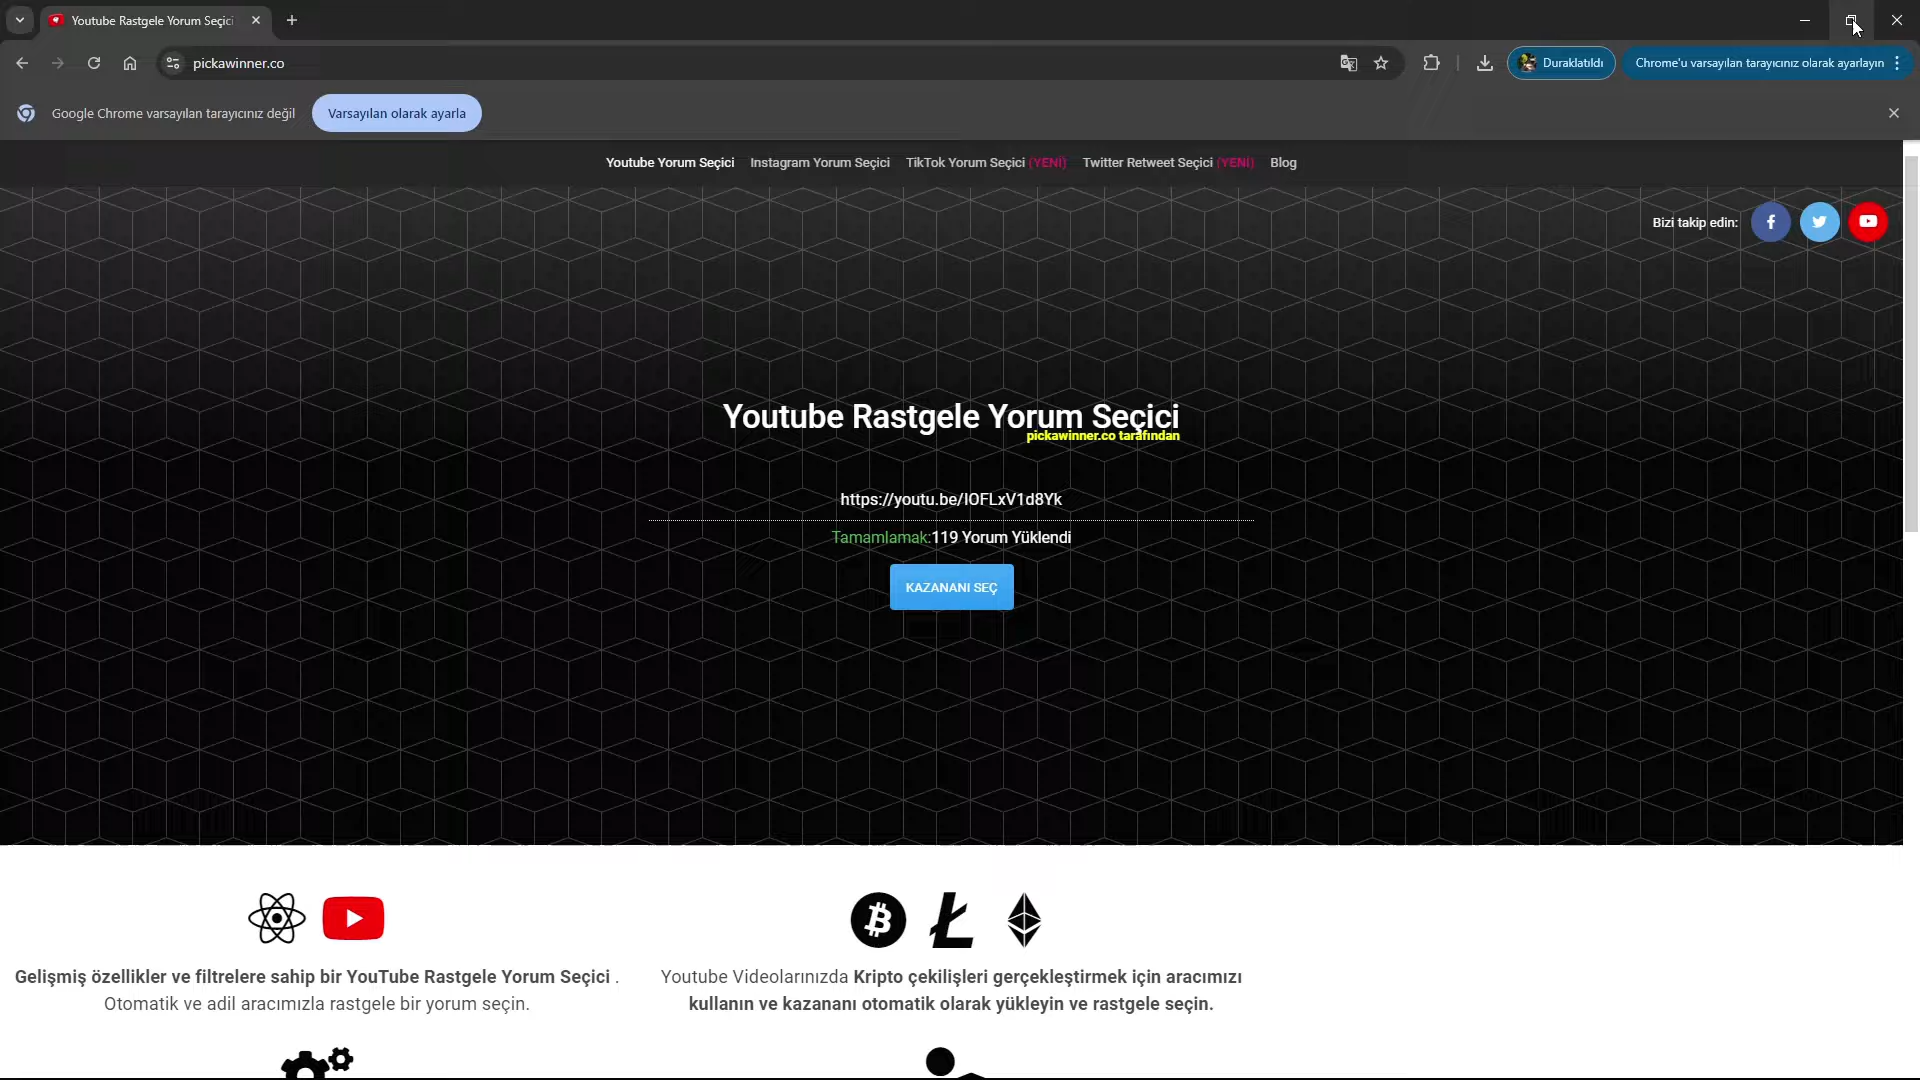 Youtube Rastgele Yorum Seçici
pickawinner.co
Duraklatıldı
Chrome'u varsayılan tarayıcınız olarak ayarlayın
Google Chrome varsayılan tarayıcınız değil
Varsayılan olarak ayarla
Youtube Yorum Seçici Instagram Yorum Seçici TikTok Yorum Seçici (YENİ) Twitter Retweet Seçici (YENİ) Blog
Bizi takip edin:
Youtube Rastgele Yorum Seçici
pickawinner.co tarafından
https://youtu.be/IOFLxV1d8Yk
Tamamlamak:119 Yorum Yüklendi
KAZANANI SEÇ
Gelişmiş özellikler ve filtrelere sahip bir YouTube Rastgele Yorum Seçici .
Otomatik ve adil aracımızla rastgele bir yorum seçin.
Youtube Videolarınızda Kripto çekilişleri gerçekleştirmek için aracımızı
kullanın ve kazananı otomatik olarak yükleyin ve rastgele seçin.